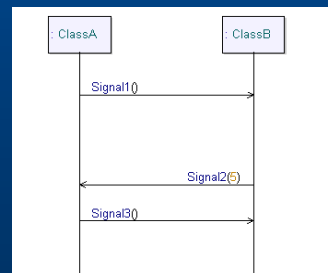 : ClassA
: ClassB
Signal1()
Signal2(5)
Signal3()